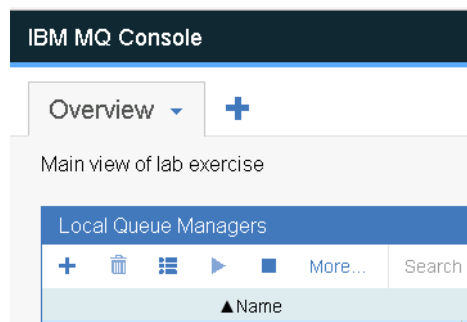 IBM MQ Console
Overview
Main view of lab exercise
Local Queue Managers
More... Search
▲Name